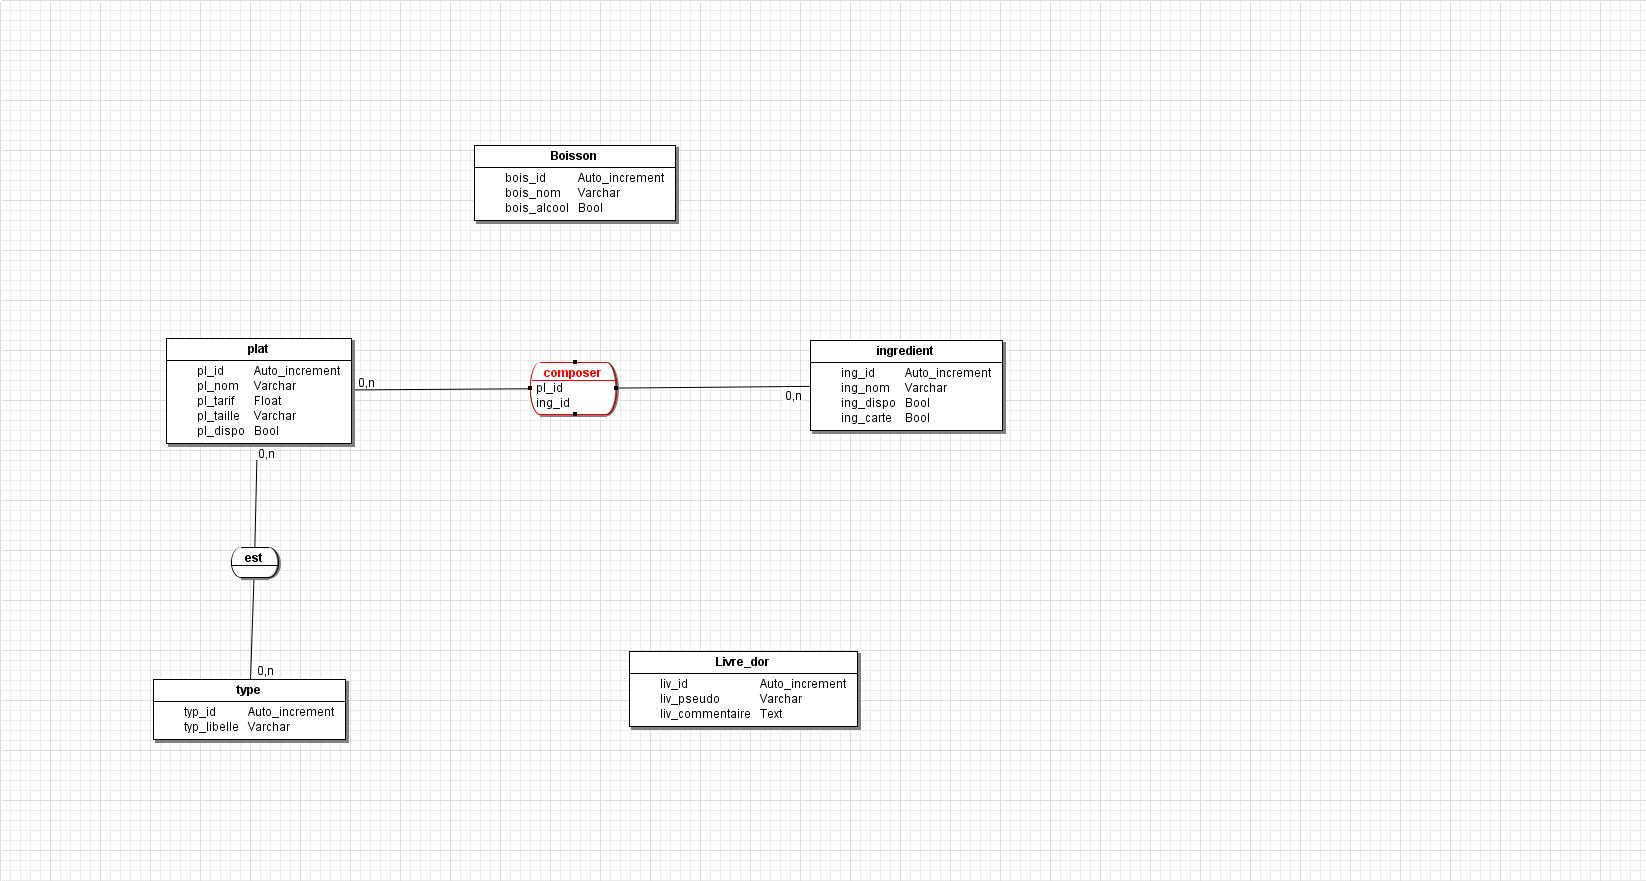 Boisson
bois_id Auto_increment
bois_nom Varchar
bois_alcool Bool
plat
pl_id Auto_increment
pl_nom Varchar
pl_tarif Float
pl_taille Varchar
pl_dispo Bool
0,n
composer
pl_id
ing_id
0,n
ingredient
ing_id Auto_increment
ing_nom Varchar
ing_dispo Bool
ing_carte Bool
0,n
est
0,n
type
typ_id Auto_increment
typ_libelle Varchar
Livre_dor
liv_id Auto_increment
liv_pseudo Varchar
liv_commentaire Text